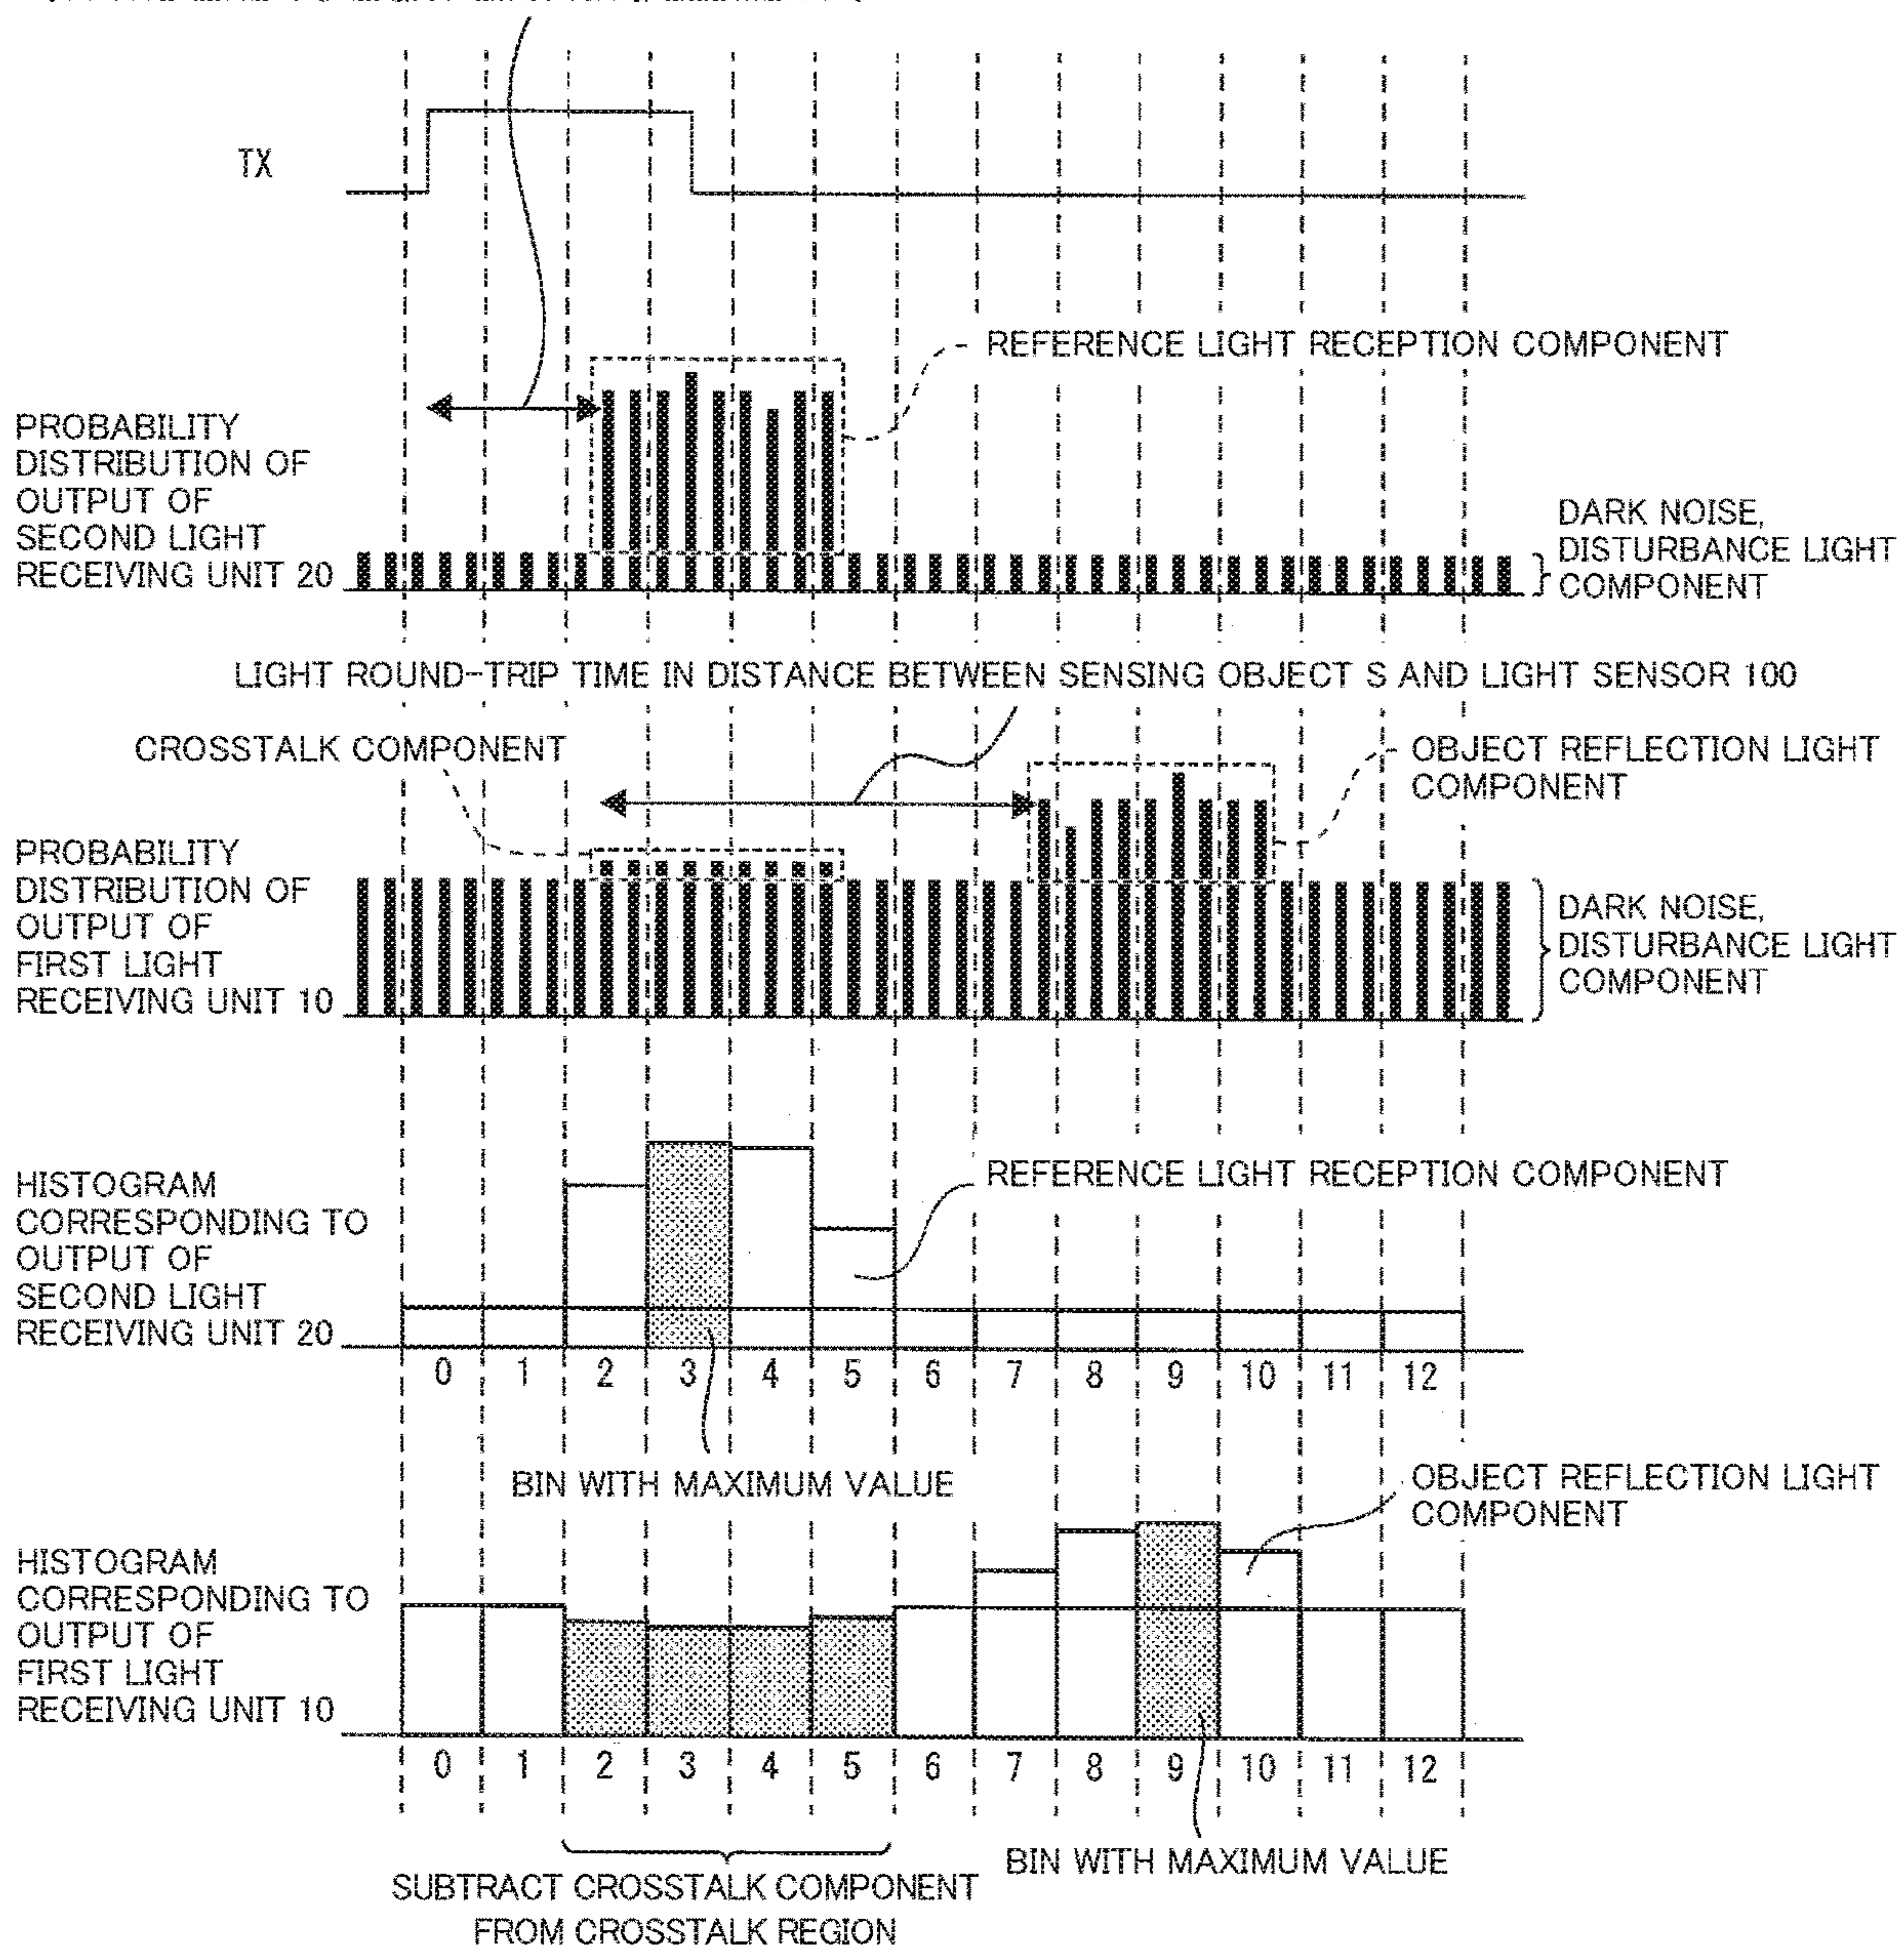 TX
REFERENCE LIGHT RECEPTION COMPONENT
PROBABILITY
DISTRIBUTION OF
OUTPUT OF
SECOND LIGHT
RECEIVING UNIT 20
DARK NOISE,
DISTURBANCE LIGHT
COMPONENT
LIGHT ROUND-TRIP TIME IN DISTANCE BETWEEN SENSING OBJECT S AND LIGHT SENSOR 100
CROSSTALK COMPONENT
OBJECT REFLECTION LIGHT
COMPONENT
PROBABILITY
DISTRIBUTION OF
OUTPUT OF
FIRST LIGHT
RECEIVING UNIT 10
DARK NOISE,
DISTURBANCE LIGHT
COMPONENT
REFERENCE LIGHT RECEPTION COMPONENT
HISTOGRAM
CORRESPONDING TO
OUTPUT OF
SECOND LIGHT
RECEIVING UNIT 20
0 1 2 3 4 5 6 7 8 9 10 11 12
BIN WITH MAXIMUM VALUE
OBJECT REFLECTION LIGHT
COMPONENT
HISTOGRAM
CORRESPONDING TO
OUTPUT OF
FIRST LIGHT
RECEIVING UNIT 10
0 1 2 3 4 5 6 7 8 9 10 11 12
BIN WITH MAXIMUM VALUE
SUBTRACT CROSSTALK COMPONENT
FROM CROSSTALK REGION